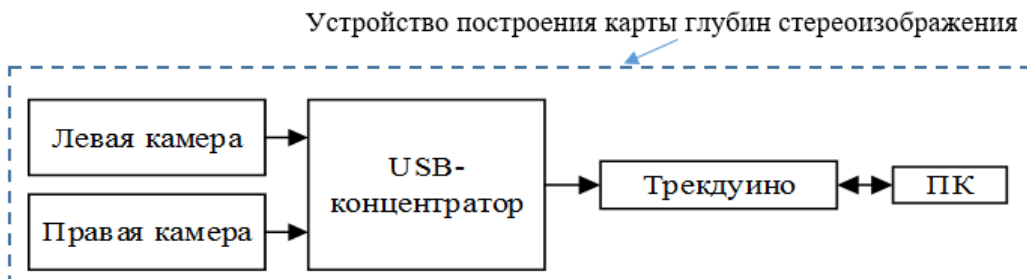 Устройство построения карты глубин стереоизображения
Левая камера
USB-
концентратор
Трекдуино
ПК
Правая камера